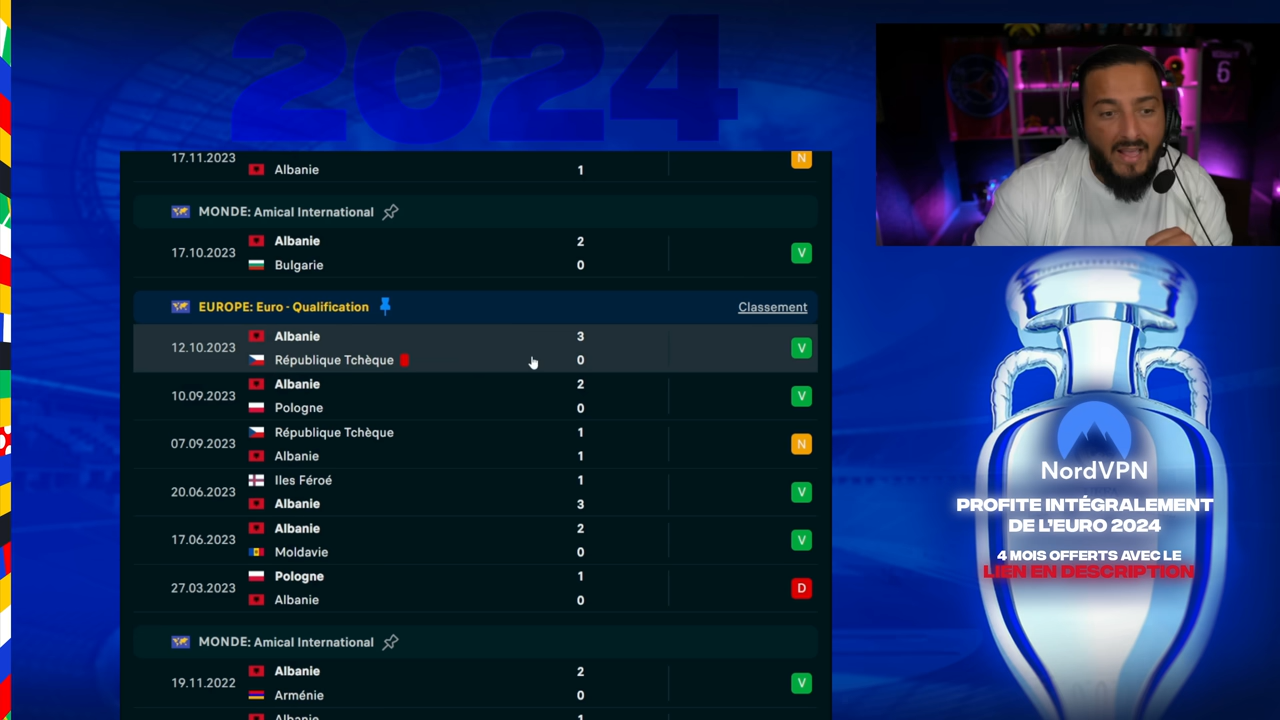 2024
17.11.2023
Albanie 1 N
MONDE: Amical International
17.10.2023
Albanie 2
Bulgarie 0
V
EUROPE: Euro - Qualification Classement
12.10.2023
Albanie 3
République Tchèque 0
V
10.09.2023
Albanie 2
Pologne 0
V
07.09.2023
République Tchèque 1
Albanie 1
N
20.06.2023
Iles Féroé 1
Albanie 3
V
17.06.2023
Albanie 2
Moldavie 0
V
27.03.2023
Pologne 1
Albanie 0
D
MONDE: Amical International
19.11.2022
Albanie 2
Arménie 0
V
Albanie 1
6
NordVPN
PROFITE INTÉGRALEMENT
DE L'EURO 2024
4 MOIS OFFERTS AVEC LE
LIEN EN DESCRIPTION